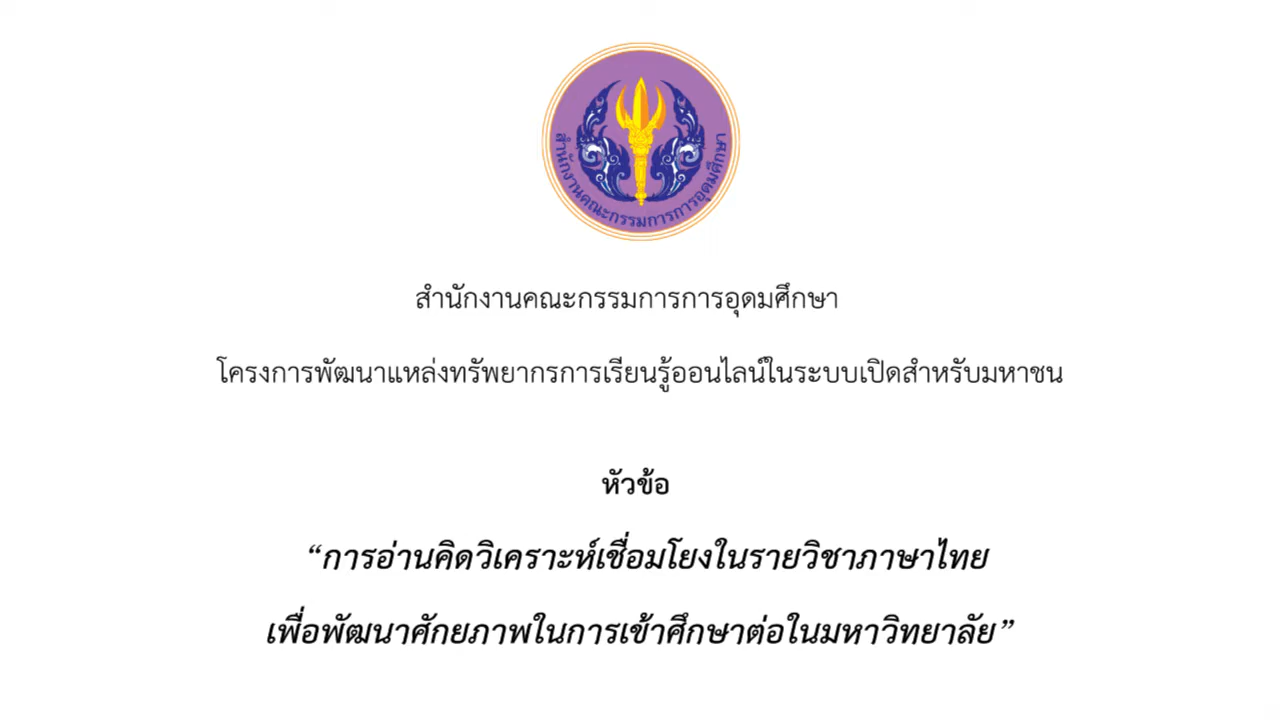 สำนักงานคณะกรรมการการอุดมศึกษา
สำนักงานคณะกรรมการการอุดมศึกษา
โครงการพัฒนาแหล่งทรัพยากรการเรียนรู้ออนไลน์ในระบบเปิดสำหรับมหาชน
หัวข้อ
“การอ่านคิดวิเคราะห์เชื่อมโยงในรายวิชาภาษาไทย
เพื่อพัฒนาศักยภาพในการเข้าศึกษาต่อในมหาวิทยาลัย”